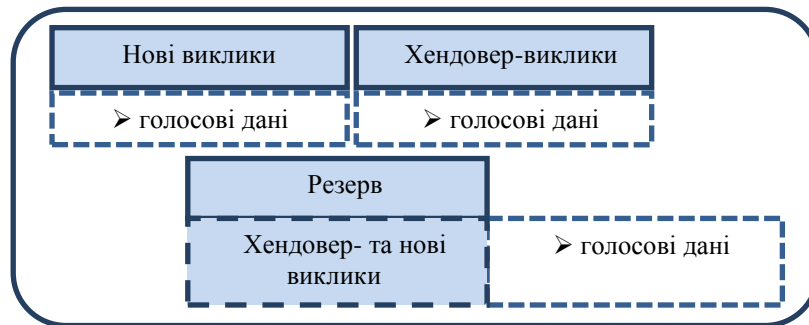 Нові виклики
Хендовер-виклики
➢ голосові дані
➢ голосові дані
Резерв
Хендовер- та нові
виклики
➢ голосові дані